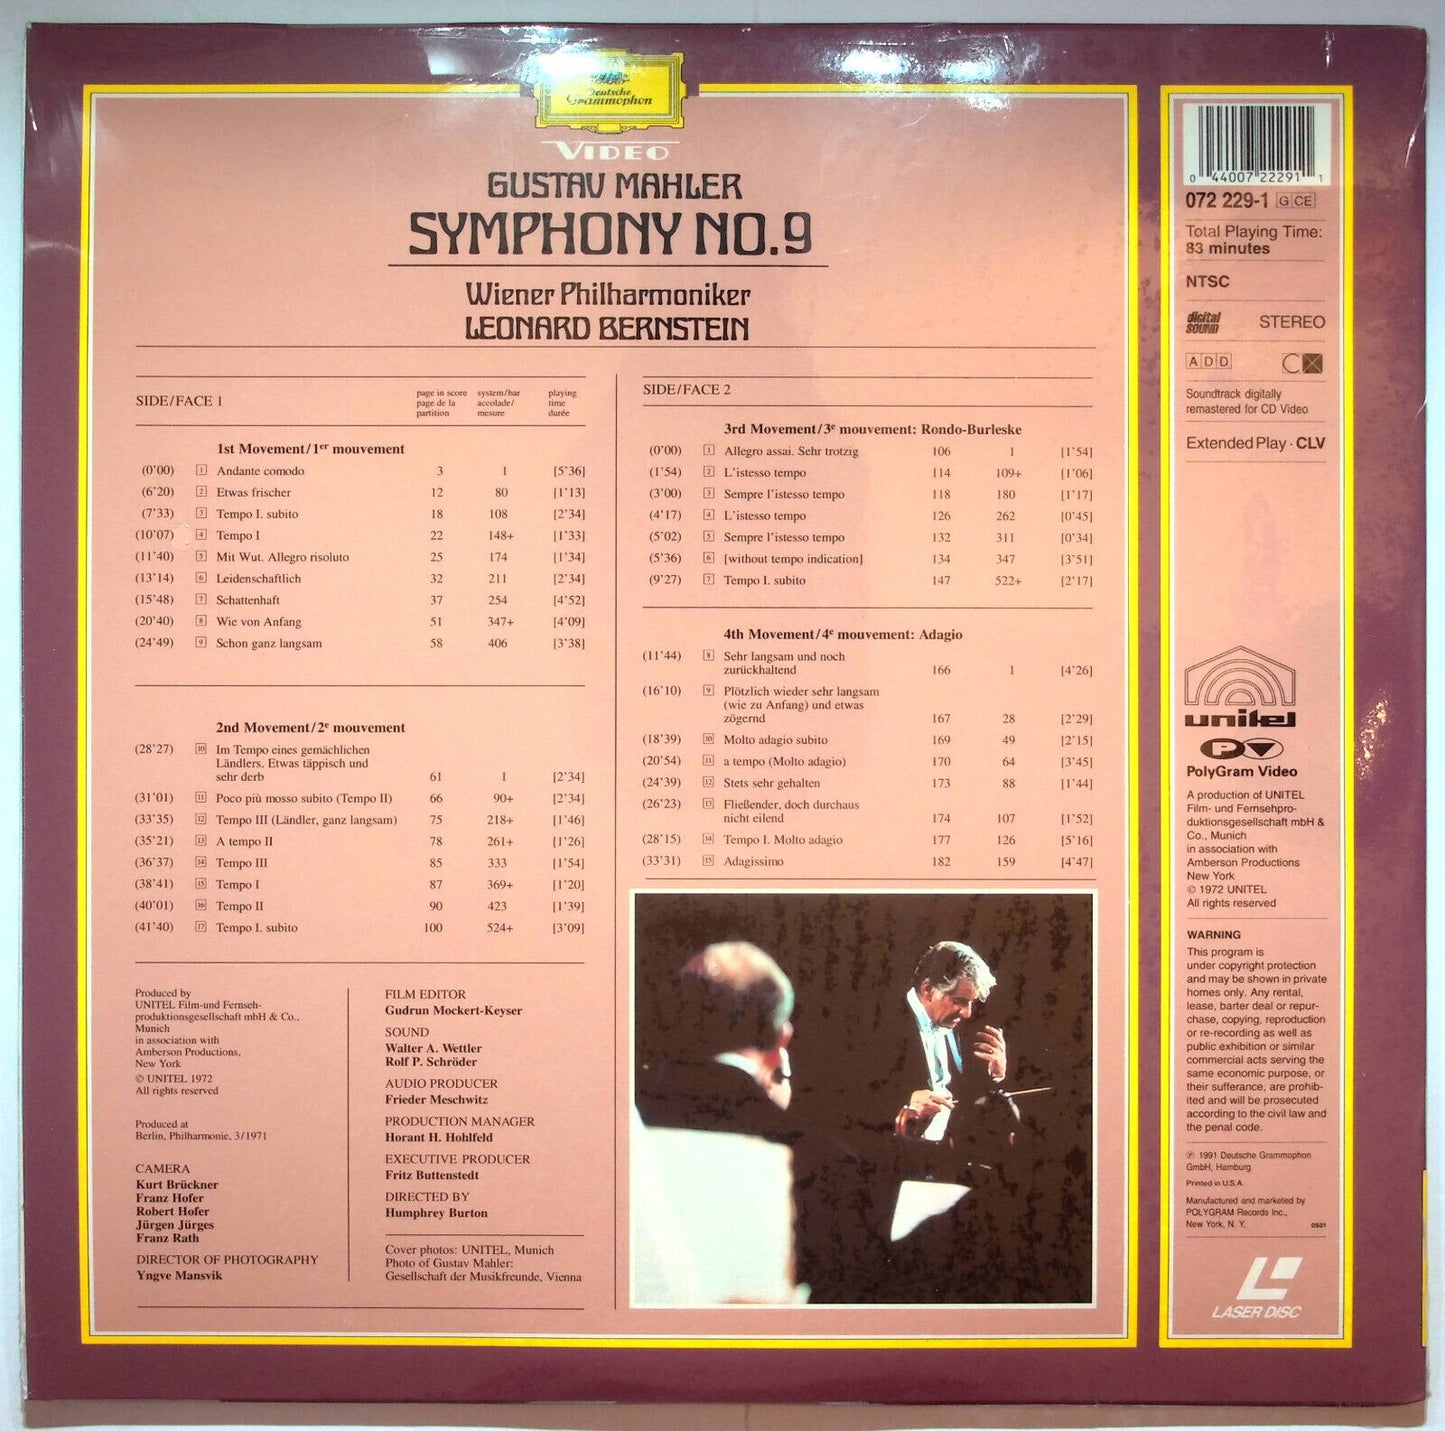 Deutsche
Grammophon
VIDEO
GUSTAV MAHLER
SYMPHONY NO.9
Wiener Philharmoniker
LEONARD BERNSTEIN
SIDE/FACE 1
page in score system/bar playing
page de la accolade/ time
partition mesure durée
1st Movement/1er mouvement
(0'00) 1 Andante comodo 3 1 [5'36]
(6'20) 2 Etwas frischer 12 80 [1'13]
(7'33) 3 Tempo I. subito 18 108 [2'34]
(10'07) 4 Tempo I 22 148+ [1'33]
(11'40) 5 Mit Wut. Allegro risoluto 25 174 [1'34]
(13'14) 6 Leidenschaftlich 32 211 [2'34]
(15'48) 7 Schattenhaft 37 254 [4'52]
(20'40) 8 Wie von Anfang 51 347+ [4'09]
(24'49) 9 Schon ganz langsam 58 406 [3'38]
2nd Movement/2e mouvement
(28'27) 10 Im Tempo eines gemächlichen
Ländlers. Etwas täppisch und
sehr derb 61 1 [2'34]
(31'01) 11 Poco più mosso subito (Tempo II) 66 90+ [2'34]
(33'35) 12 Tempo III (Ländler, ganz langsam) 75 218+ [1'46]
(35'21) 13 A tempo II 78 261+ [1'26]
(36'37) 14 Tempo III 85 333 [1'54]
(38'41) 15 Tempo I 87 369+ [1'20]
(40'01) 16 Tempo II 90 423 [1'39]
(41'40) 17 Tempo I. subito 100 524+ [3'09]
Produced by
UNITEL Film-und Fernseh-
produktionsgesellschaft mbH & Co.,
Munich
in association with
Amberson Productions,
New York
© UNITEL 1972
All rights reserved
Produced at
Berlin, Philharmonie, 3/1971
CAMERA
Kurt Brückner
Franz Hofer
Robert Hofer
Jürgen Jürges
Franz Rath
DIRECTOR OF PHOTOGRAPHY
Yngve Mansvik
FILM EDITOR
Gudrun Mockert-Keyser
SOUND
Walter A. Wettler
Rolf P. Schröder
AUDIO PRODUCER
Frieder Meschwitz
PRODUCTION MANAGER
Horant H. Hohlfeld
EXECUTIVE PRODUCER
Fritz Buttenstedt
DIRECTED BY
Humphrey Burton
Cover photos: UNITEL, Munich
Photo of Gustav Mahler:
Gesellschaft der Musikfreunde, Vienna
SIDE/FACE 2
3rd Movement/3e mouvement: Rondo-Burleske
(0'00) 1 Allegro assai. Sehr trotzig 106 1 [1'54]
(1'54) 2 L'istesso tempo 114 109+ [1'06]
(3'00) 3 Sempre l'istesso tempo 118 180 [1'17]
(4'17) 4 L'istesso tempo 126 262 [0'45]
(5'02) 5 Sempre l'istesso tempo 132 311 [0'34]
(5'36) 6 [without tempo indication] 134 347 [3'51]
(9'27) 7 Tempo I. subito 147 522+ [2'17]
4th Movement/4e mouvement: Adagio
(11'44) 8 Sehr langsam und noch
zurückhaltend 166 1 [4'26]
(16'10) 9 Plötzlich wieder sehr langsam
(wie zu Anfang) und etwas
zögernd 167 28 [2'29]
(18'39) 10 Molto adagio subito 169 49 [2'15]
(20'54) 11 a tempo (Molto adagio) 170 64 [3'45]
(24'39) 12 Stets sehr gehalten 173 88 [1'44]
(26'23) 13 Fließender, doch durchaus
nicht eilend 174 107 [1'52]
(28'15) 14 Tempo I. Molto adagio 177 126 [5'16]
(33'31) 15 Adagissimo 182 159 [4'47]
0 44007 22291 1
072 229-1 G CE
Total Playing Time:
83 minutes
NTSC
digital
SOUND STEREO
A D D C X
Soundtrack digitally
remastered for CD Video
Extended Play · CLV
unitel
P V
PolyGram Video
A production of UNITEL
Film- und Fernsehpro-
duktionsgesellschaft mbH &
Co., Munich
in association with
Amberson Productions
New York
© 1972 UNITEL
All rights reserved
WARNING
This program is
under copyright protection
and may be shown in private
homes only. Any rental,
lease, barter deal or repur-
chase, copying, reproduction
or re-recording as well as
public exhibition or similar
commercial acts serving the
same economic purpose, or
their sufferance, are prohib-
ited and will be prosecuted
according to the civil law and
the penal code.
℗ 1991 Deutsche Grammophon
GmbH, Hamburg
Printed in U.S.A.
Manufactured and marketed by
POLYGRAM Records Inc.,
New York, N. Y. 0501
LASER DISC